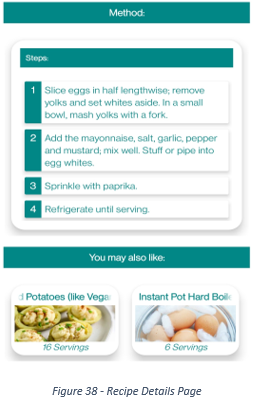 Method:
Steps:
1 Slice eggs in half lengthwise; remove
yolks and set whites aside. In a small
bowl, mash yolks with a fork.
2 Add the mayonnaise, salt, garlic, pepper
and mustard; mix well. Stuff or pipe into
egg whites.
3 Sprinkle with paprika.
4 Refrigerate until serving.
You may also like:
d Potatoes (like Vega Instant Pot Hard Boil
16 Servings 6 Servings
Figure 38 - Recipe Details Page